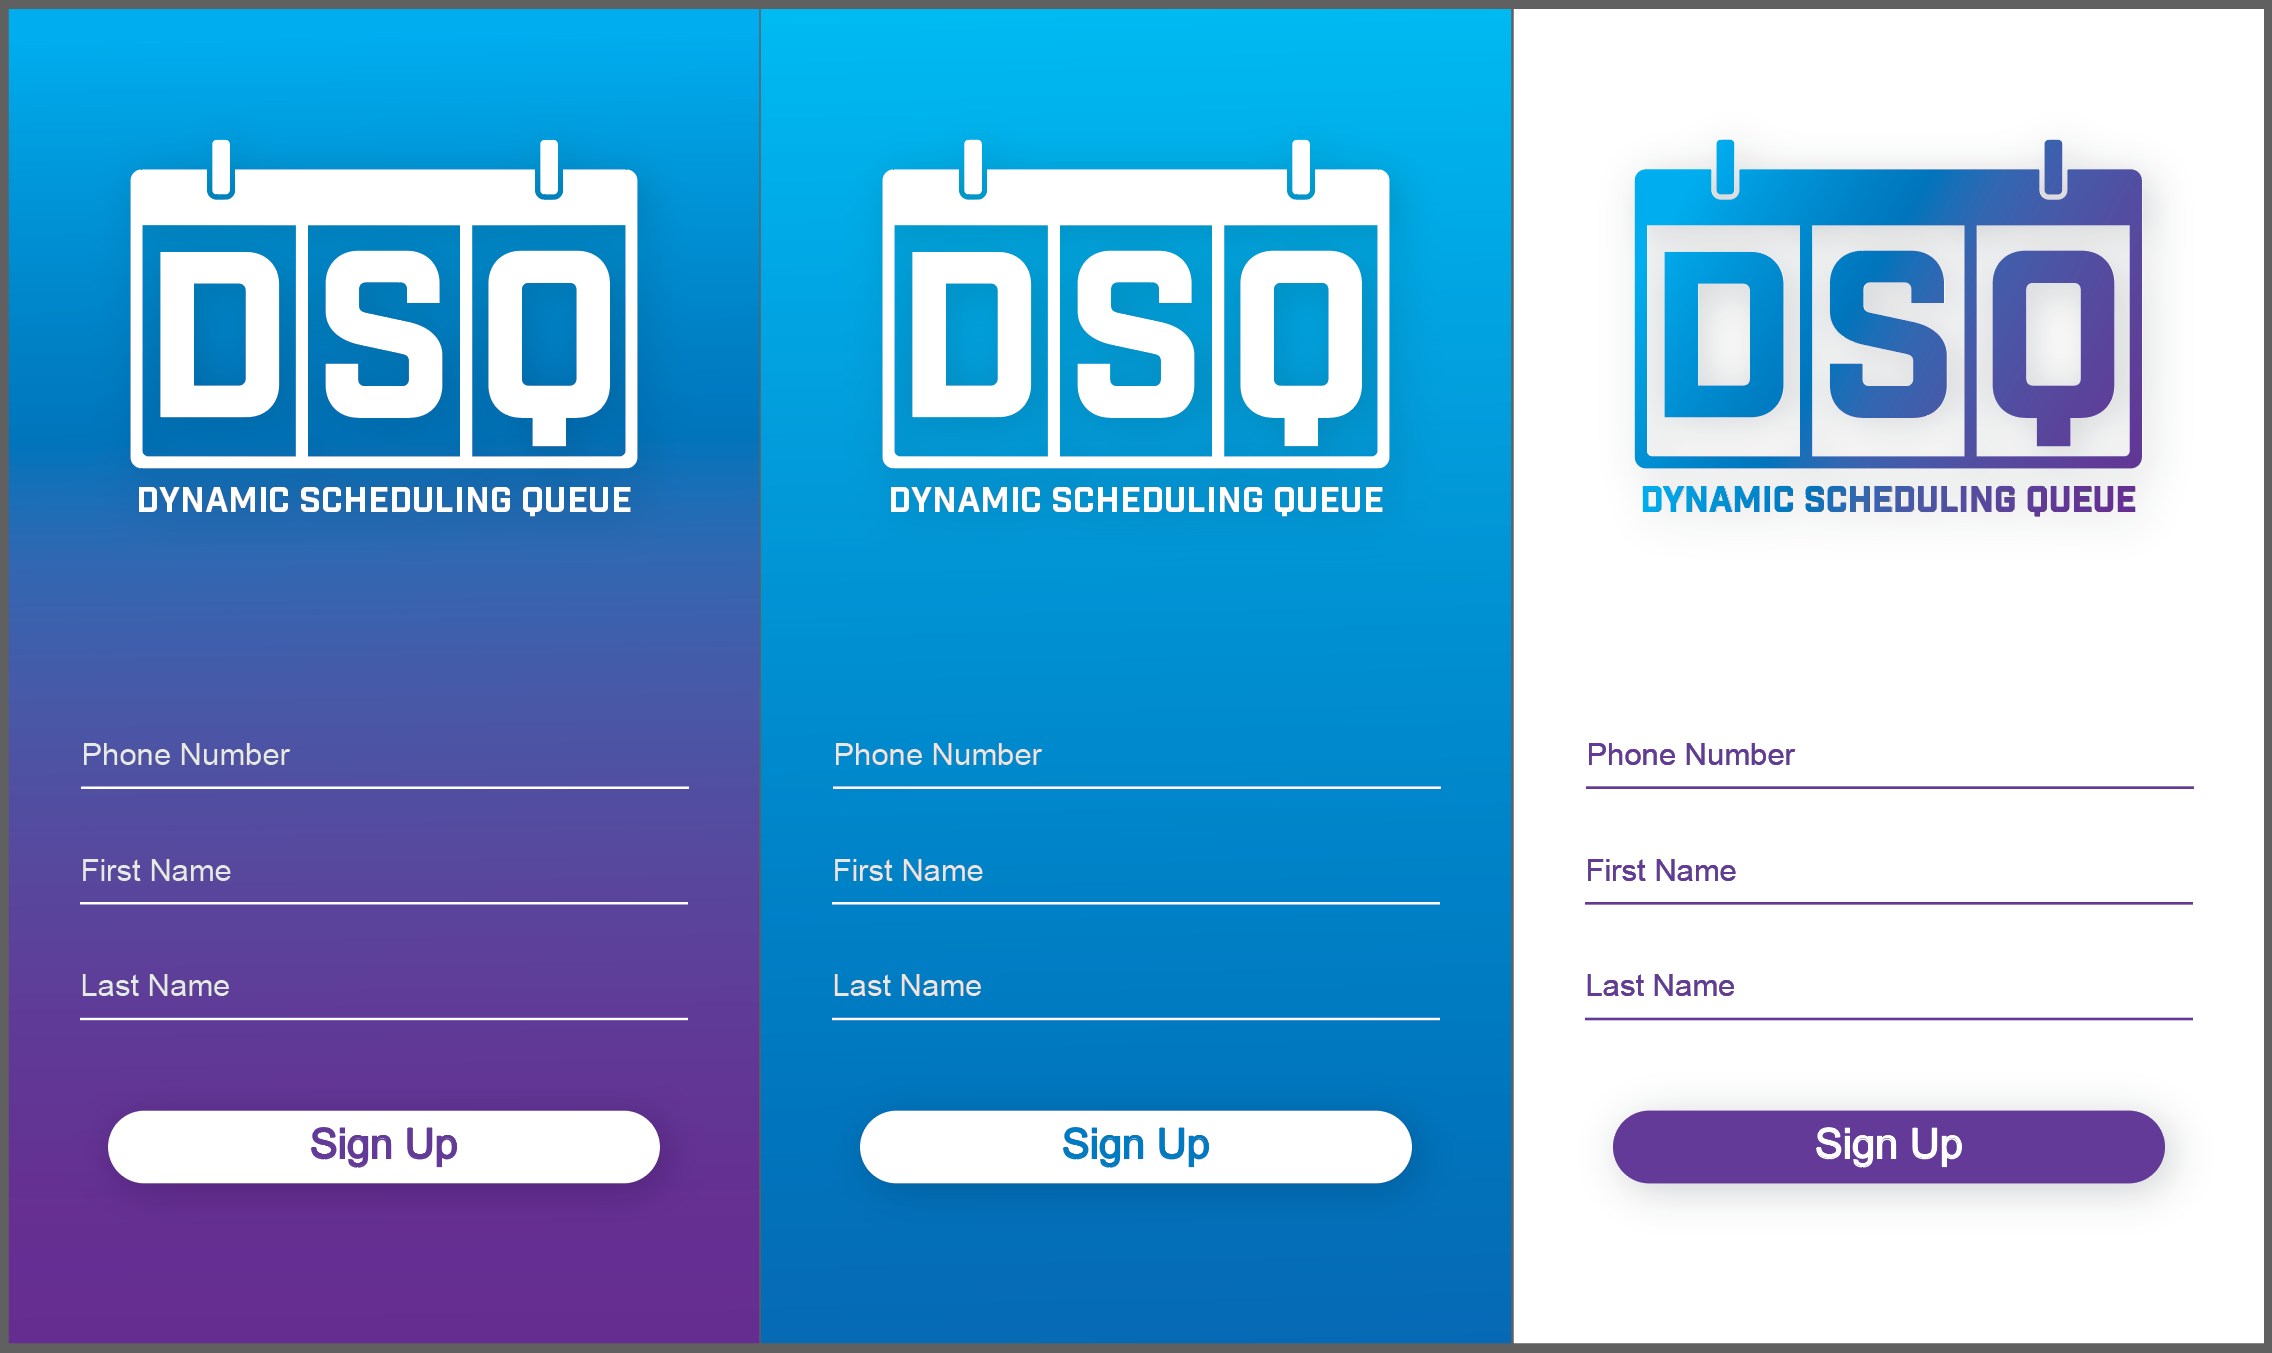 DSQ
DYNAMIC SCHEDULING QUEUE
Phone Number
First Name
Last Name
Sign Up
DSQ
DYNAMIC SCHEDULING QUEUE
Phone Number
First Name
Last Name
Sign Up
DSQ
DYNAMIC SCHEDULING QUEUE
Phone Number
First Name
Last Name
Sign Up